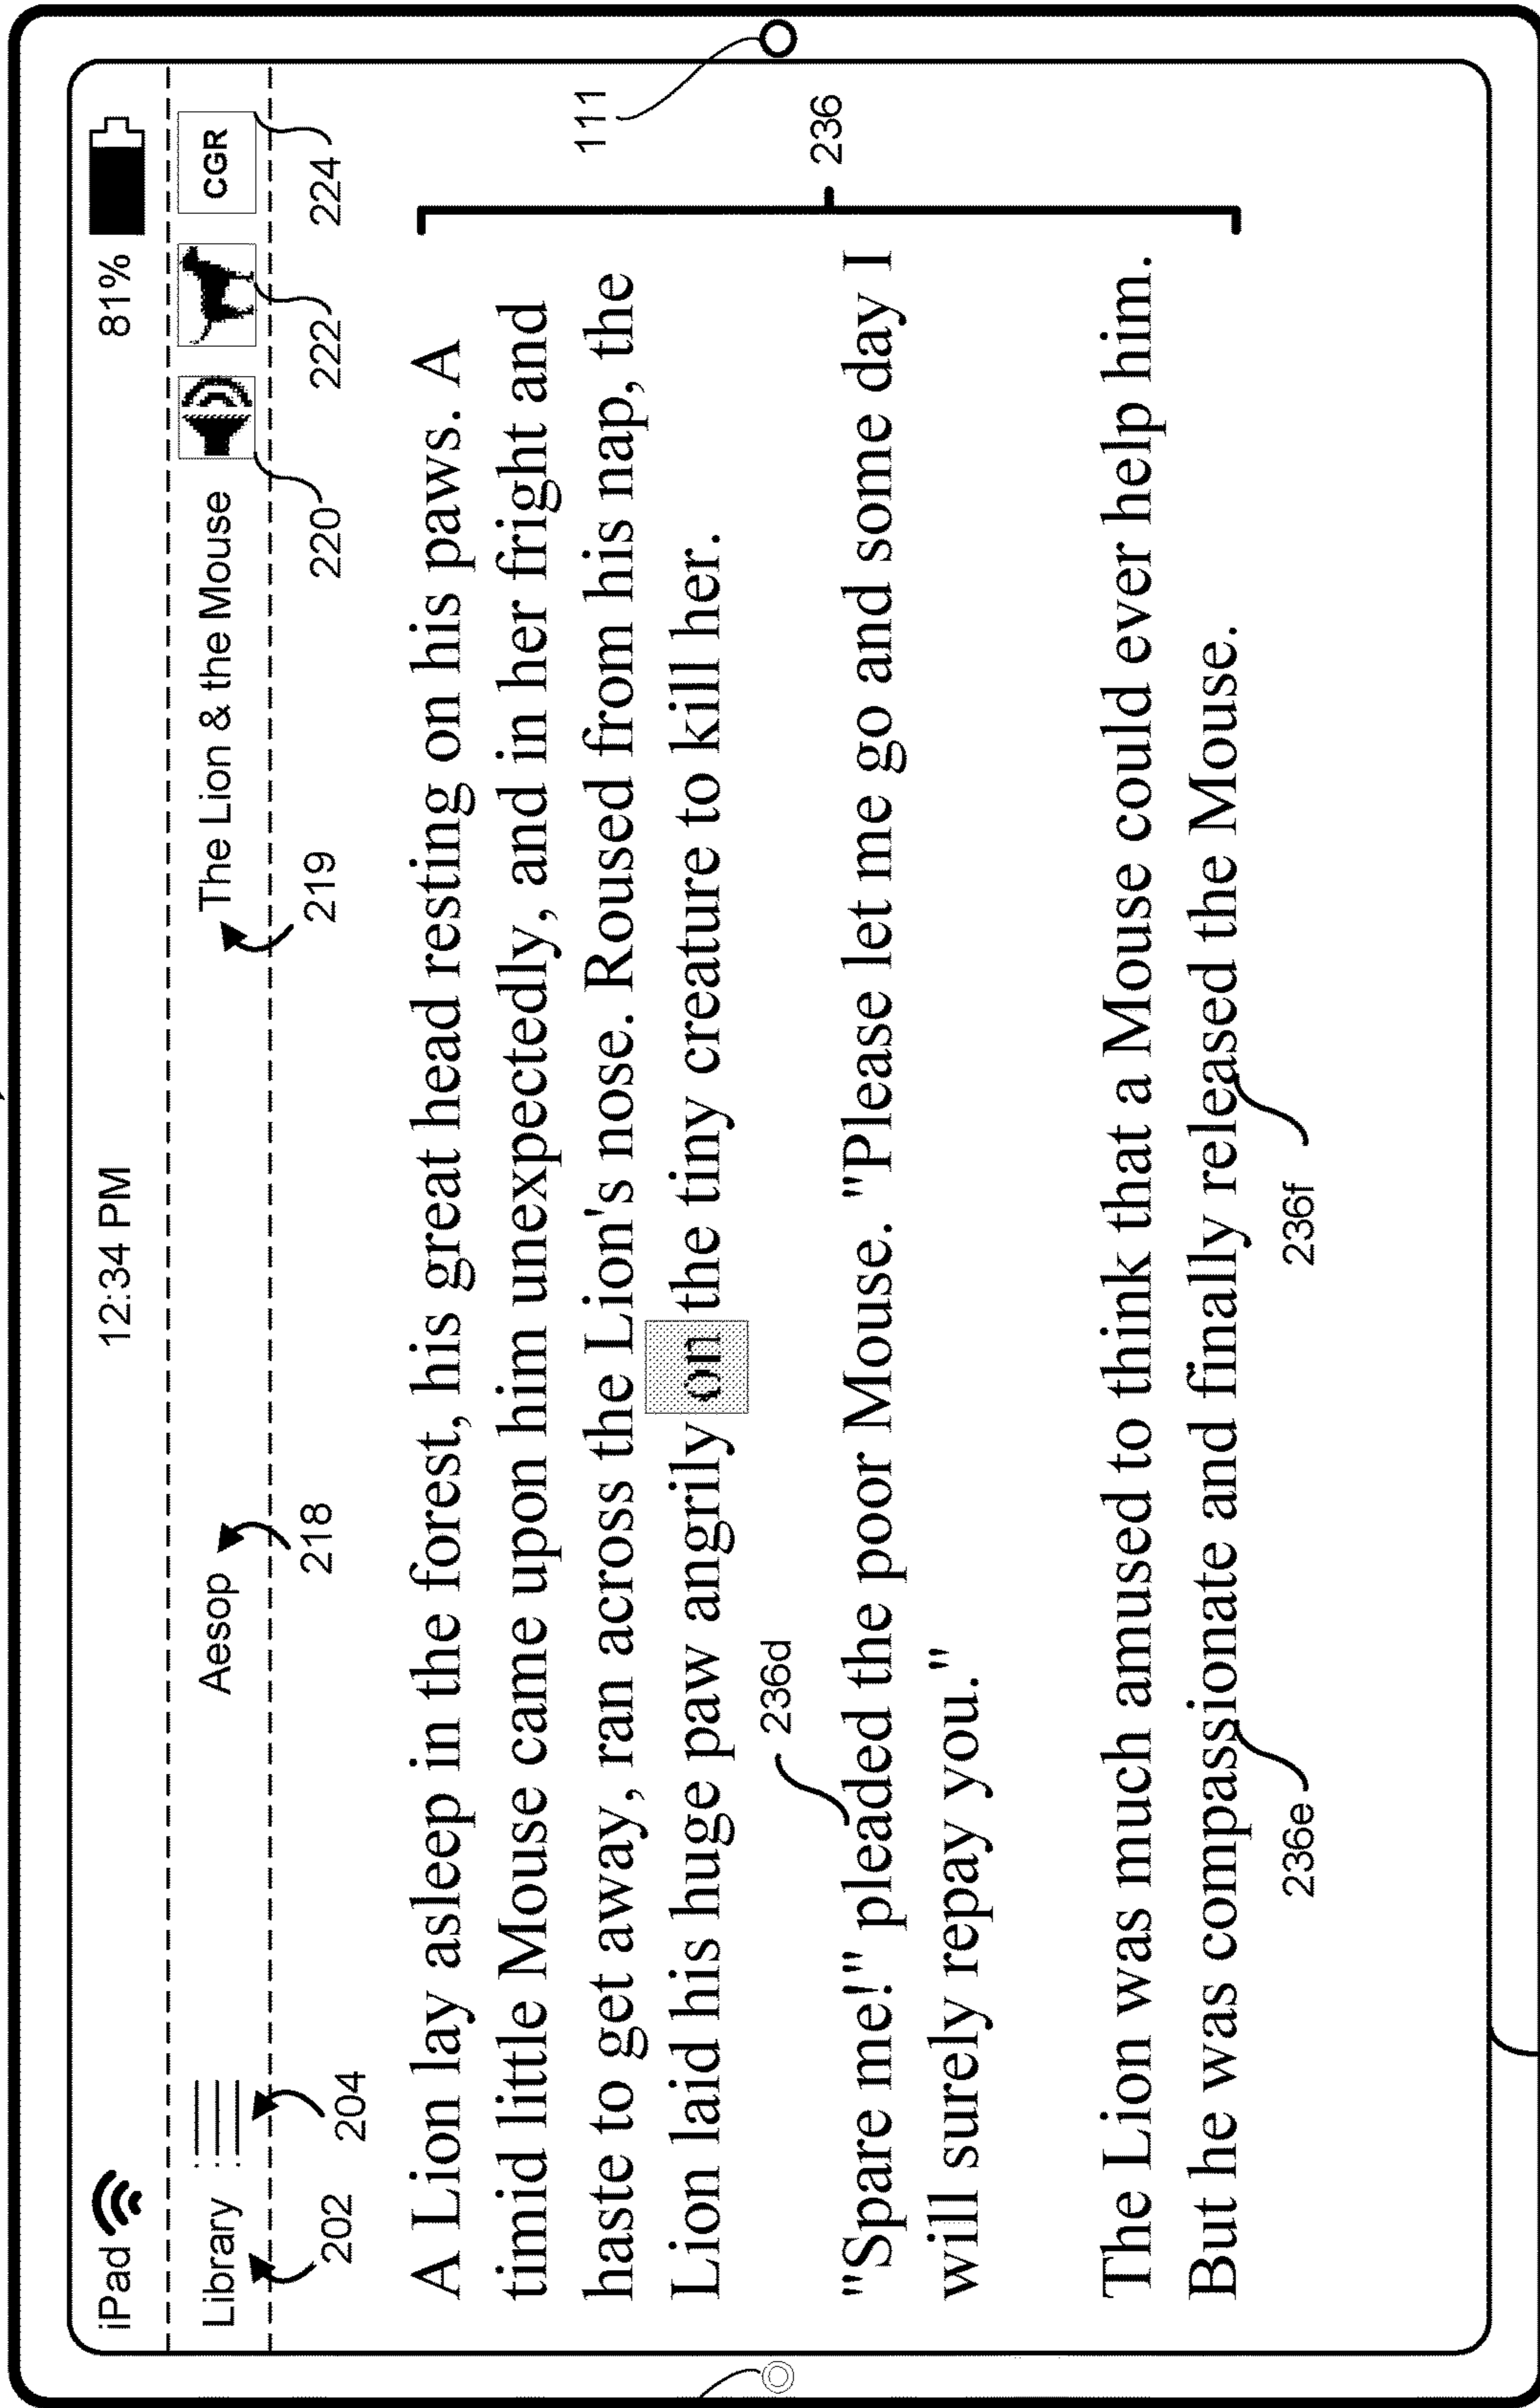 iPad 12:34 PM 81%
Library Aesop The Lion & the Mouse CGR
202 204 218 219 220 222 224
A Lion lay asleep in the forest, his great head resting on his paws. A
timid little Mouse came upon him unexpectedly, and in her fright and
haste to get away, ran across the Lion's nose. Roused from his nap, the
Lion laid his huge paw angrily on the tiny creature to kill her.
111
236d
236
"Spare me!" pleaded the poor Mouse. "Please let me go and some day I
will surely repay you."
The Lion was much amused to think that a Mouse could ever help him.
But he was compassionate and finally released the Mouse.
236e 236f